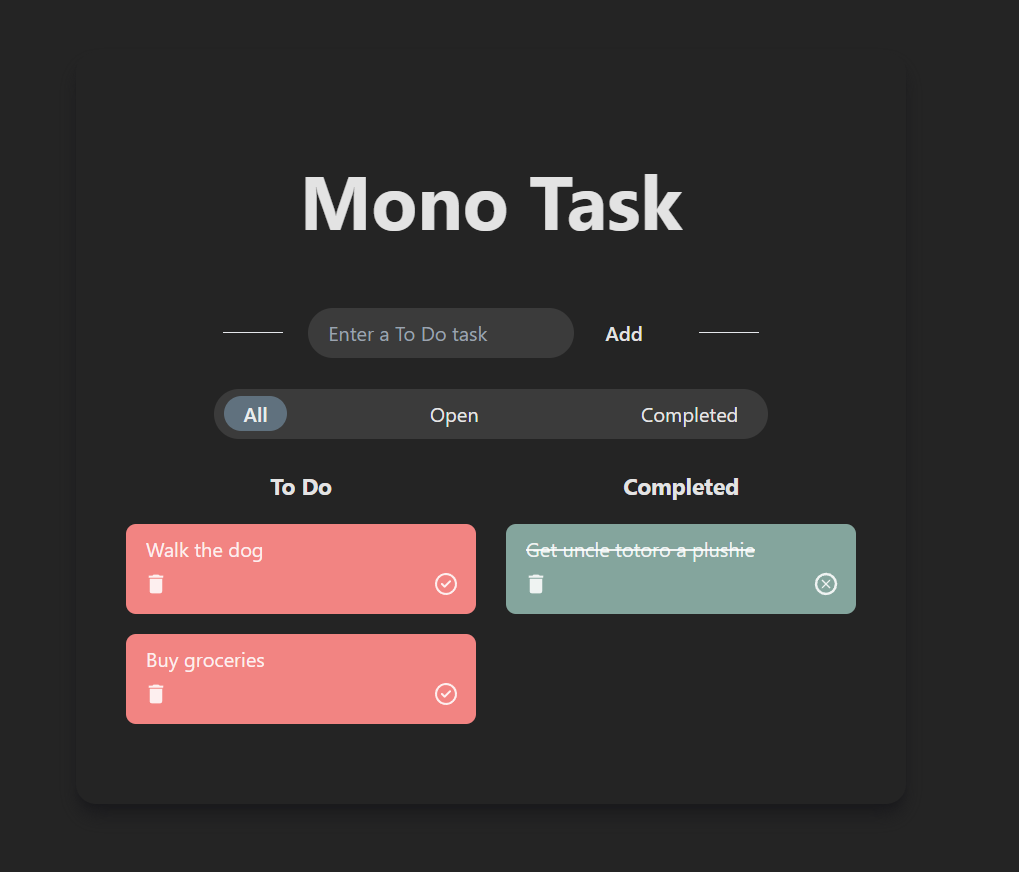 Mono Task
Enter a To Do task
Add
All
Open
Completed
To Do
Completed
Walk the dog
Get uncle totoro a plushie
Buy groceries